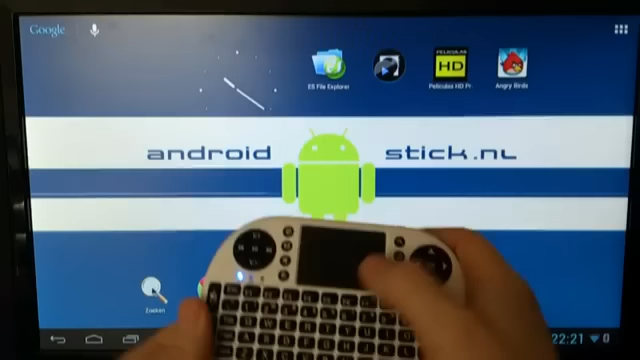 Google
ES File Explorer
PELICULAS
HD
Peliculas HD Pr
Angry Birds
android stick.nl
Zoeken
22:21